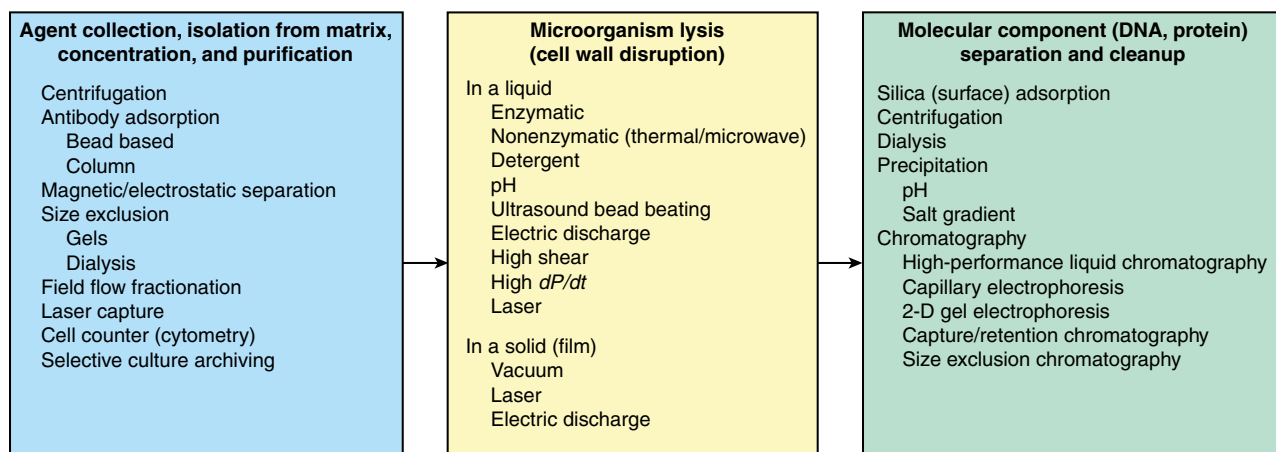 Agent collection, isolation from matrix,
concentration, and purification
Centrifugation
Antibody adsorption
Bead based
Column
Magnetic/electrostatic separation
Size exclusion
Gels
Dialysis
Field flow fractionation
Laser capture
Cell counter (cytometry)
Selective culture archiving
Microorganism lysis
(cell wall disruption)
In a liquid
Enzymatic
Nonenzymatic (thermal/microwave)
Detergent
pH
Ultrasound bead beating
Electric discharge
High shear
High dP/dt
Laser
In a solid (film)
Vacuum
Laser
Electric discharge
Molecular component (DNA, protein)
separation and cleanup
Silica (surface) adsorption
Centrifugation
Dialysis
Precipitation
pH
Salt gradient
Chromatography
High-performance liquid chromatography
Capillary electrophoresis
2-D gel electrophoresis
Capture/retention chromatography
Size exclusion chromatography